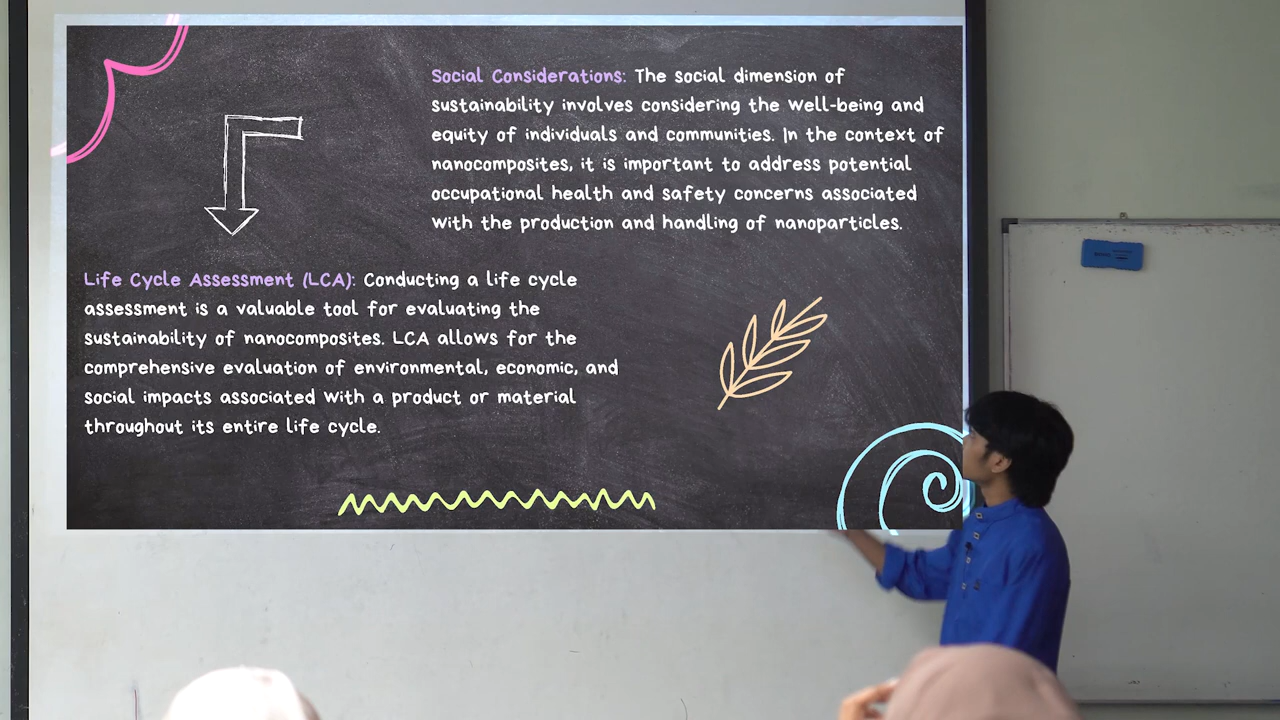 Social Considerations: The social dimension of
sustainability involves considering the well-being and
equity of individuals and communities. In the context of
nanocomposites, it is important to address potential
occupational health and safety concerns associated
with the production and handling of nanoparticles.
Life Cycle Assessment (LCA): Conducting a life cycle
assessment is a valuable tool for evaluating the
sustainability of nanocomposites. LCA allows for the
comprehensive evaluation of environmental, economic, and
social impacts associated with a product or material
throughout its entire life cycle.